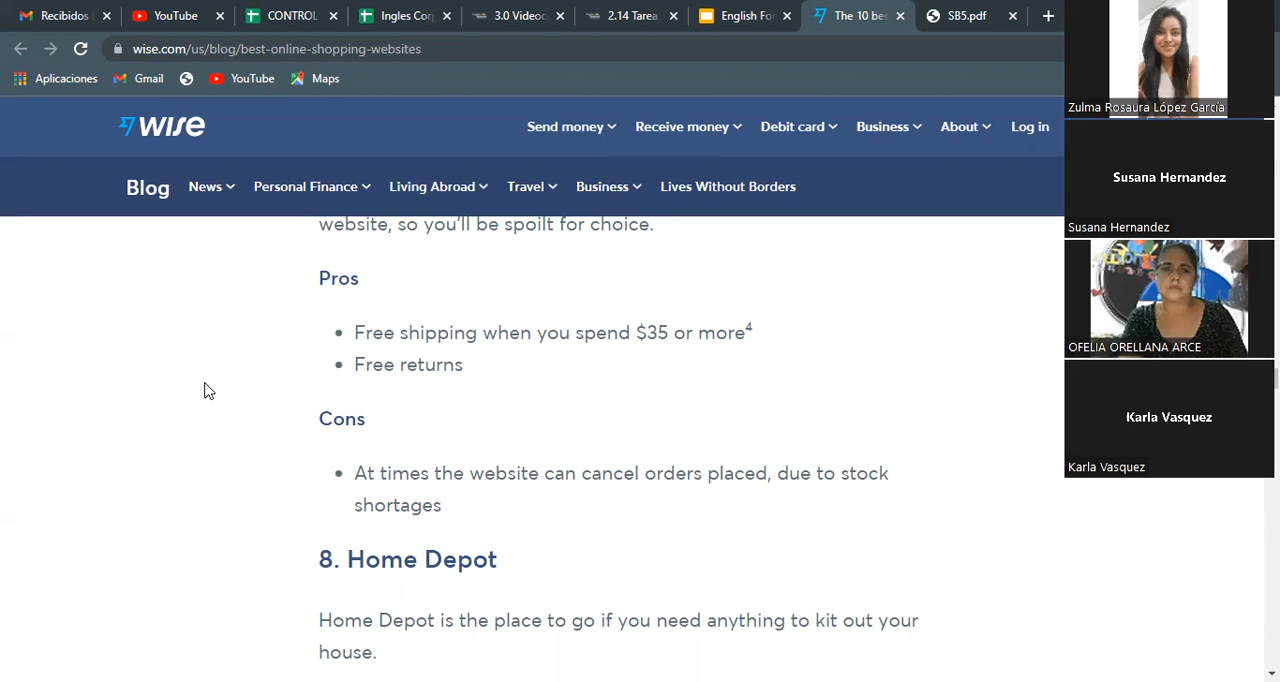 Recibidos
YouTube
CONTROL
Ingles Cor
3.0 Videoc
2.14 Tarea
English Fo
The 10 bes
SB5.pdf
wise.com/us/blog/best-online-shopping-websites
Aplicaciones
Gmail
YouTube
Maps
wise
Send money
Receive money
Debit card
Business
About
Log in
Blog
News
Personal Finance
Living Abroad
Travel
Business
Lives Without Borders
website, so you'll be spoilt for choice.
Pros
• Free shipping when you spend $35 or more4
• Free returns
Cons
• At times the website can cancel orders placed, due to stock
shortages
8. Home Depot
Home Depot is the place to go if you need anything to kit out your
house.
Zulma Rosaura López García
Susana Hernandez
Susana Hernandez
OFELIA ORELLANA ARCE
Karla Vasquez
Karla Vasquez